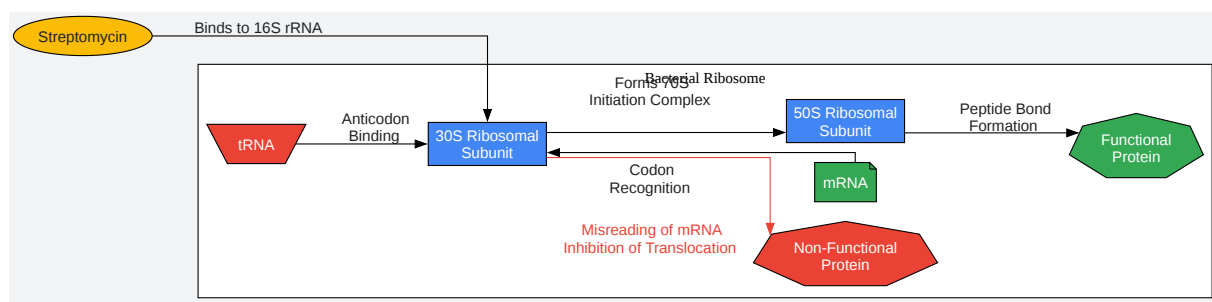 Streptomycin
Binds to 16S rRNA
Bacterial Ribosome
Forms 70S
Initiation Complex
tRNA
Anticodon
Binding
30S Ribosomal
Subunit
50S Ribosomal
Subunit
Peptide Bond
Formation
Functional
Protein
Codon
Recognition
mRNA
Misreading of mRNA
Inhibition of Translocation
Non-Functional
Protein